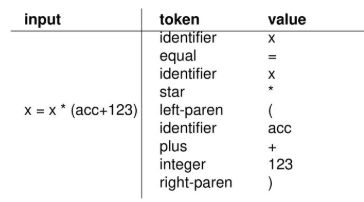 input token value
identifier x
equal =
identifier x
star *
x = x * (acc+123) left-paren (
identifier acc
plus +
integer 123
right-paren )